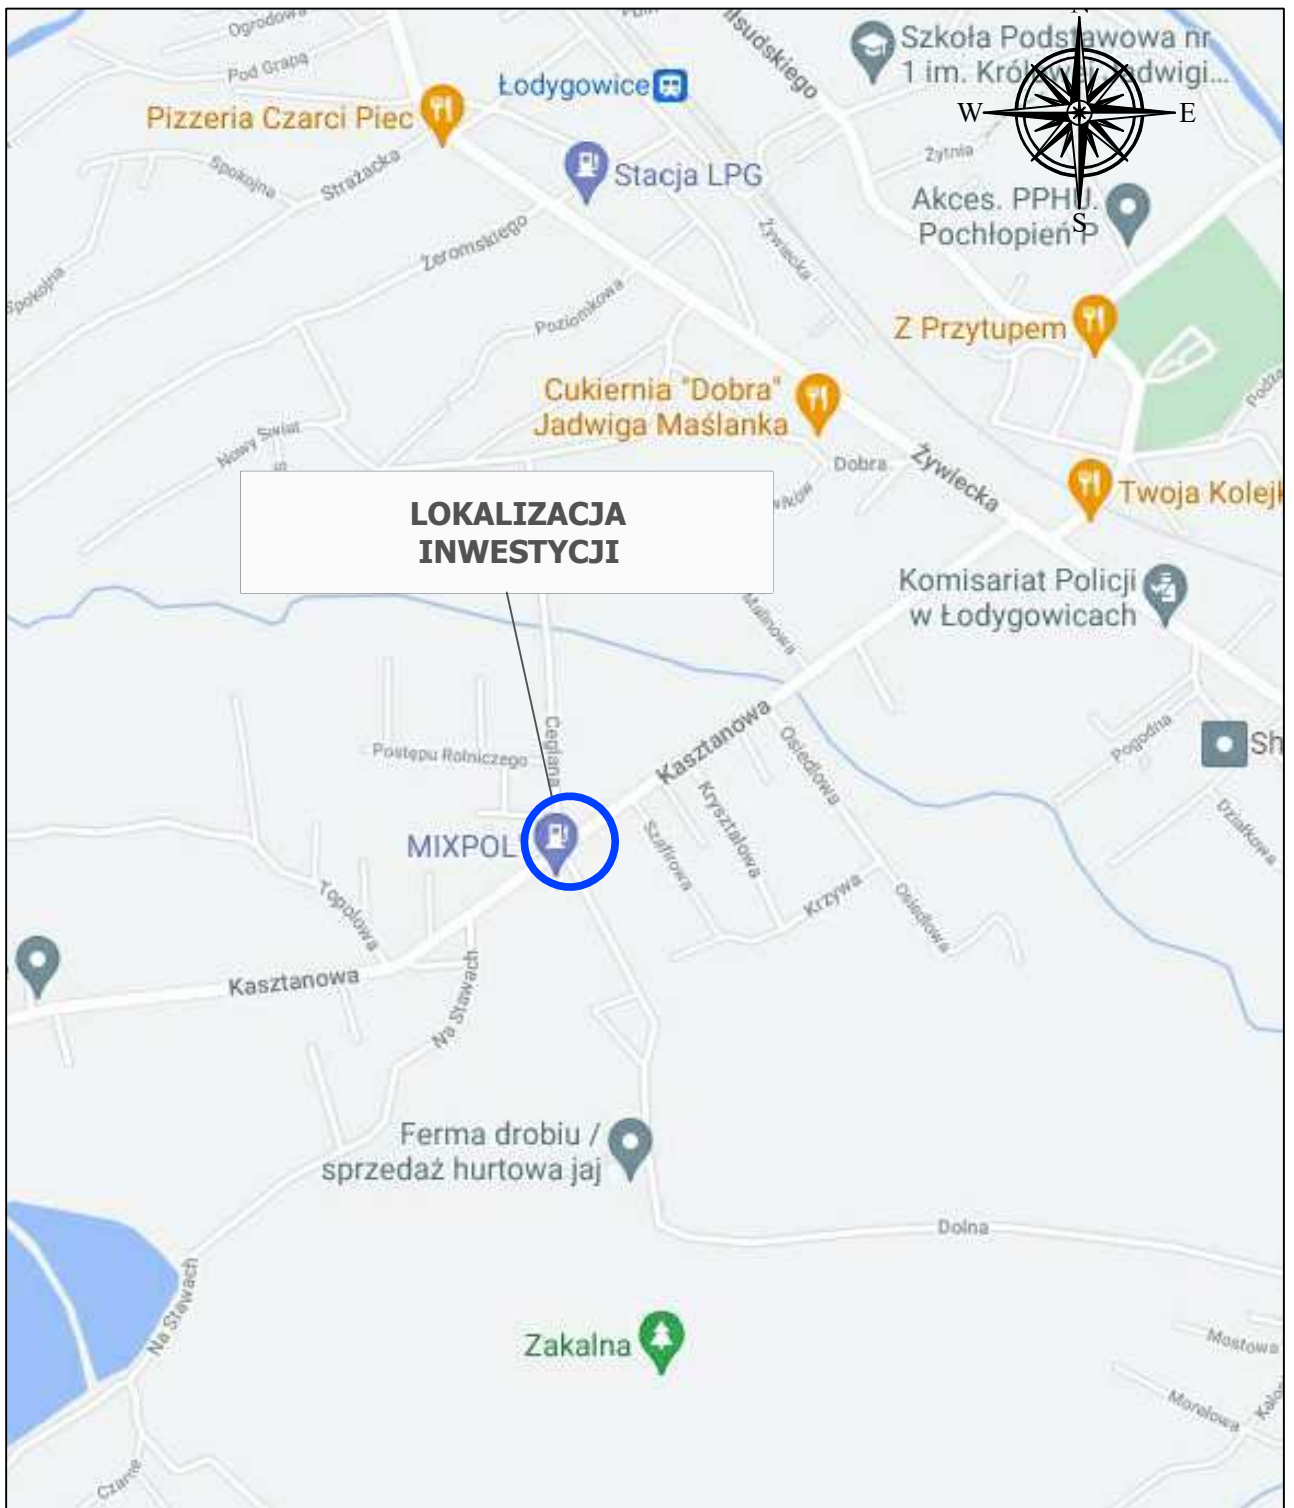 Ogrodowa
Pod Grapą
Łodygowice
Szkoła Podstawowa nr
1 im. Królowej Jadwigi...
N
W
E
S
Pizzeria Czarci Piec
Stacja LPG
Spokojna
Strażacka
Żytnia
Akces. PPHU.
Pochłopień P
Żeromskiego
Żywiecka
Spokojna
Poziomkowa
Z Przytupem
Cukiernia "Dobra"
Jadwiga Maślanka
Nowy Świat
Dobra
Żywiecka
Twoja Kolejk
LOKALIZACJA
INWESTYCJI
Komisariat Policji
w Łodygowicach
Malinowa
Ceglana
Kasztanowa
Postępu Rolniczego
Osiedlowa
Pogodna
Sh
Kryształowa
Szafirowa
Działkowa
MIXPOL
Topolowa
Krzywa
Osiedlowa
Kasztanowa
Na Stawach
Ferma drobiu /
sprzedaż hurtowa jaj
Dolna
Na Stawach
Zakalna
Mostowa
Morelowa
Czarne